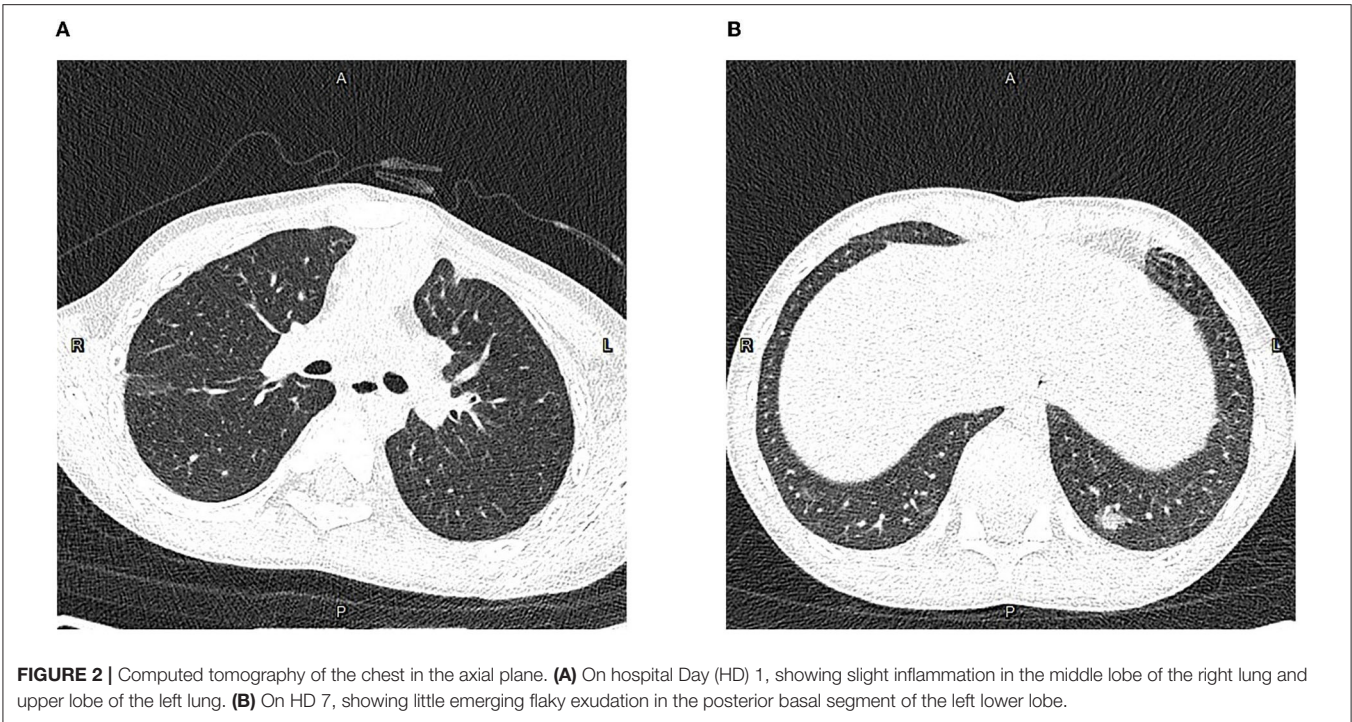 A
B
A
A
R
L
R
L
P
P
FIGURE 2 | Computed tomography of the chest in the axial plane. (A) On hospital Day (HD) 1, showing slight inflammation in the middle lobe of the right lung and
upper lobe of the left lung. (B) On HD 7, showing little emerging flaky exudation in the posterior basal segment of the left lower lobe.